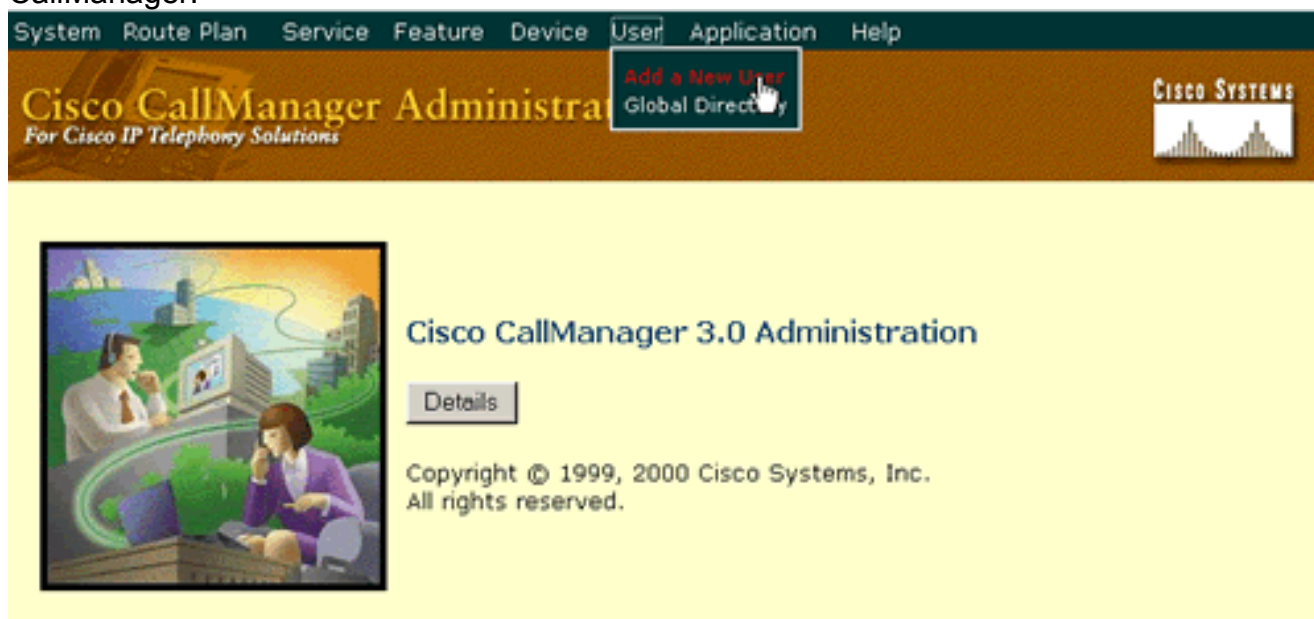 CallManager.
System Route Plan Service Feature Device User Application Help
Add a New User
Global Directory
Cisco CallManager Administrat
For Cisco IP Telephony Solutions
CISCO SYSTEMS
Cisco CallManager 3.0 Administration
Details
Copyright © 1999, 2000 Cisco Systems, Inc.
All rights reserved.